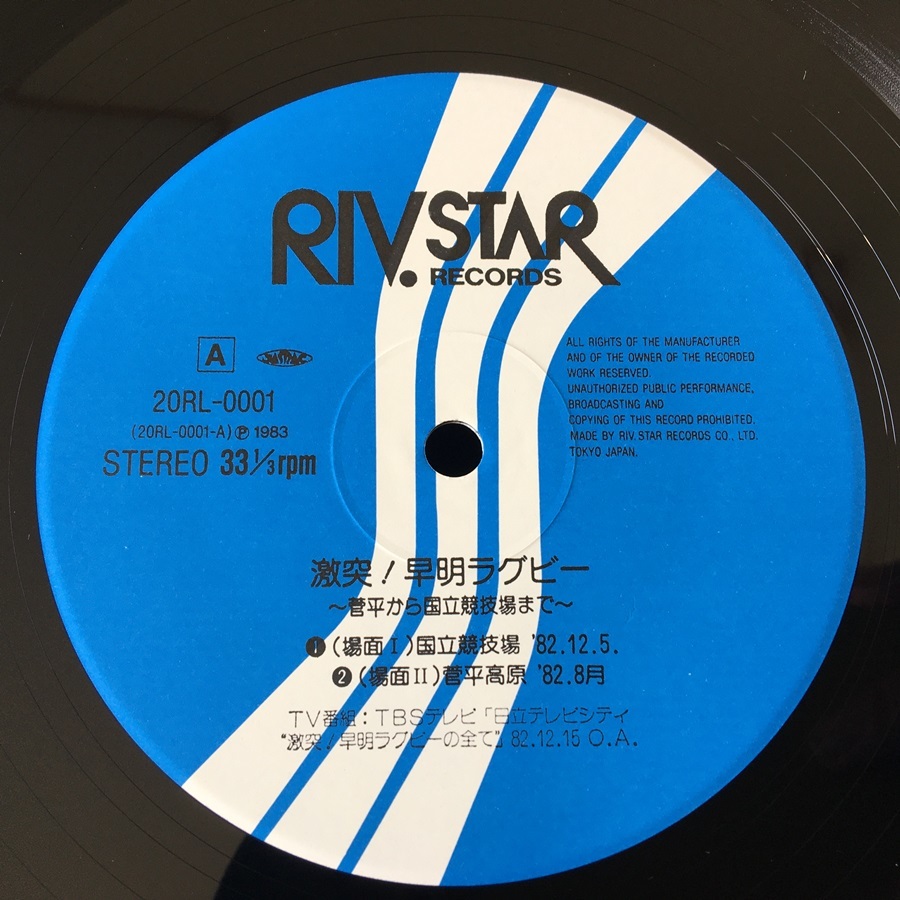 RIV.STAR
RECORDS
A JASRAC
20RL-0001
(20RL-0001-A) Ⓟ 1983
STEREO 33 1/3 rpm
ALL RIGHTS OF THE MANUFACTURER
AND OF THE OWNER OF THE RECORDED
WORK RESERVED.
UNAUTHORIZED PUBLIC PERFORMANCE,
BROADCASTING AND
COPYING OF THIS RECORD PROHIBITED.
MADE BY RIV. STAR RECORDS CO., LTD.
TOKYO JAPAN.
激突!早明ラグビー
〜菅平から国立競技場まで〜
❶(場面Ⅰ)国立競技場 '82.12.5.
❷(場面Ⅱ)菅平高原 '82.8月
TV番組:TBSテレビ「日立テレビシティ
“激突!早明ラグビーの全て”」82.12.15 O.A.